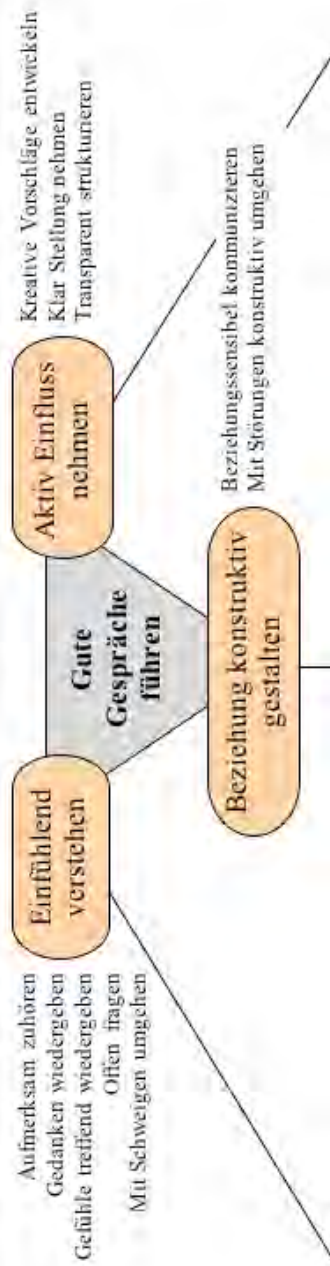 Aufmerksam zuhören
Gedanken wiedergeben
Gefühle treffend wiedergeben
Offen fragen
Mit Schweigen umgehen
Einfühlend
verstehen
Gute
Gespräche
führen
Aktiv Einfluss
nehmen
Kreative Vorschläge entwickeln
Klar Stellung nehmen
Transparent strukturieren
Beziehung konstruktiv
gestalten
Beziehungssensibel kommunizieren
Mit Störungen konstruktiv umgehen